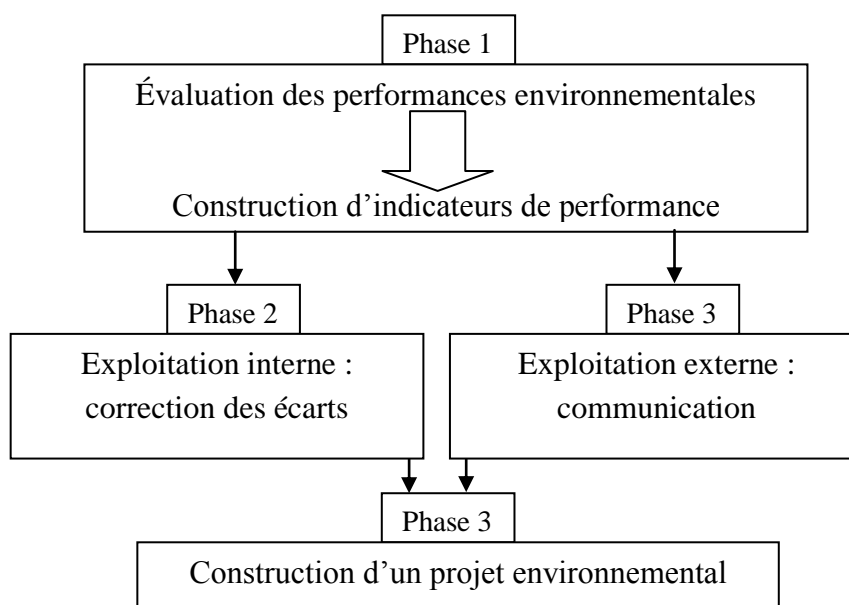 Phase 1
Évaluation des performances environnementales
Construction d’indicateurs de performance
Phase 2
Exploitation interne :
correction des écarts
Phase 3
Exploitation externe :
communication
Phase 3
Construction d’un projet environnemental